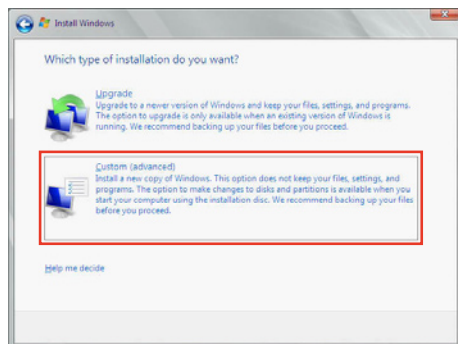 Install Windows
Which type of installation do you want?
Upgrade
Upgrade to a newer version of Windows and keep your files, settings, and programs.
The option to upgrade is only available when an existing version of Windows is
running. We recommend backing up your files before you proceed.
Custom (advanced)
Install a new copy of Windows. This option does not keep your files, settings, and
programs. The option to make changes to disks and partitions is available when you
start your computer using the installation disc. We recommend backing up your files
before you proceed.
Help me decide